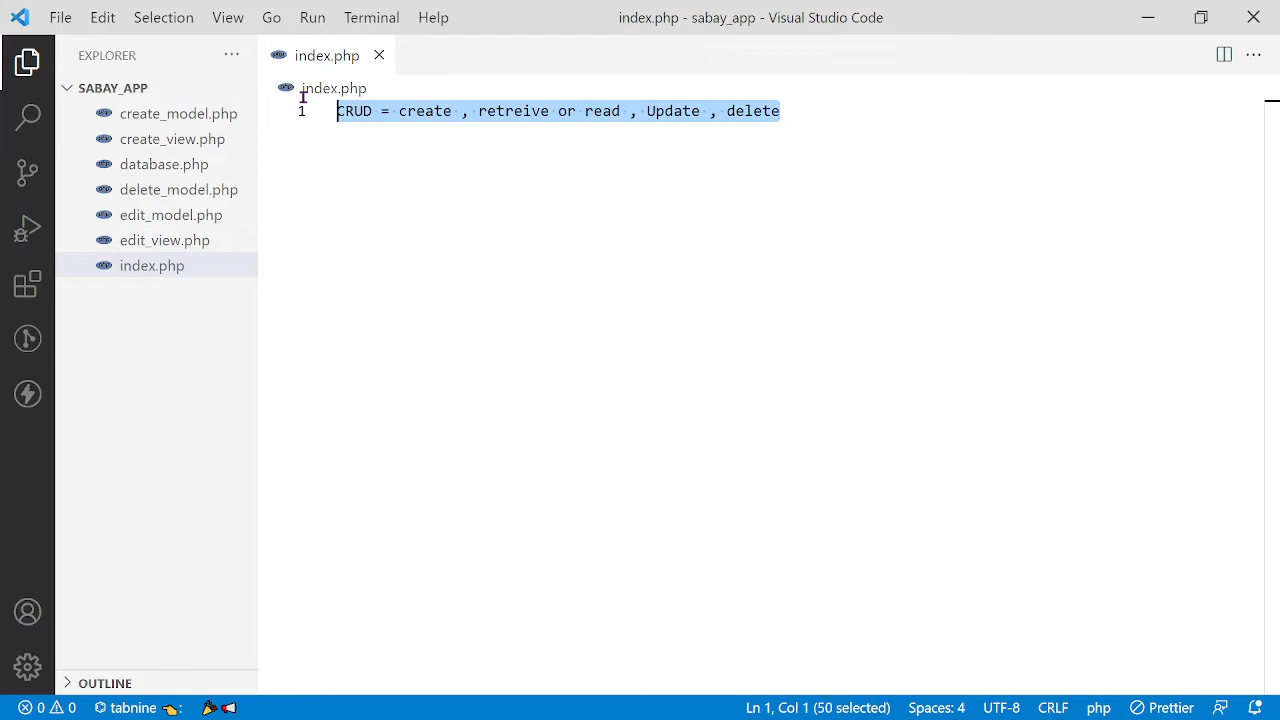 File Edit Selection View Go Run Terminal Help index.php - sabay_app - Visual Studio Code
EXPLORER
SABAY_APP
create_model.php
create_view.php
database.php
delete_model.php
edit_model.php
edit_view.php
index.php
OUTLINE
index.php
index.php
1 CRUD = create , retreive or read , Update , delete
0 0 tabnine Ln 1, Col 1 (50 selected) Spaces: 4 UTF-8 CRLF php Prettier